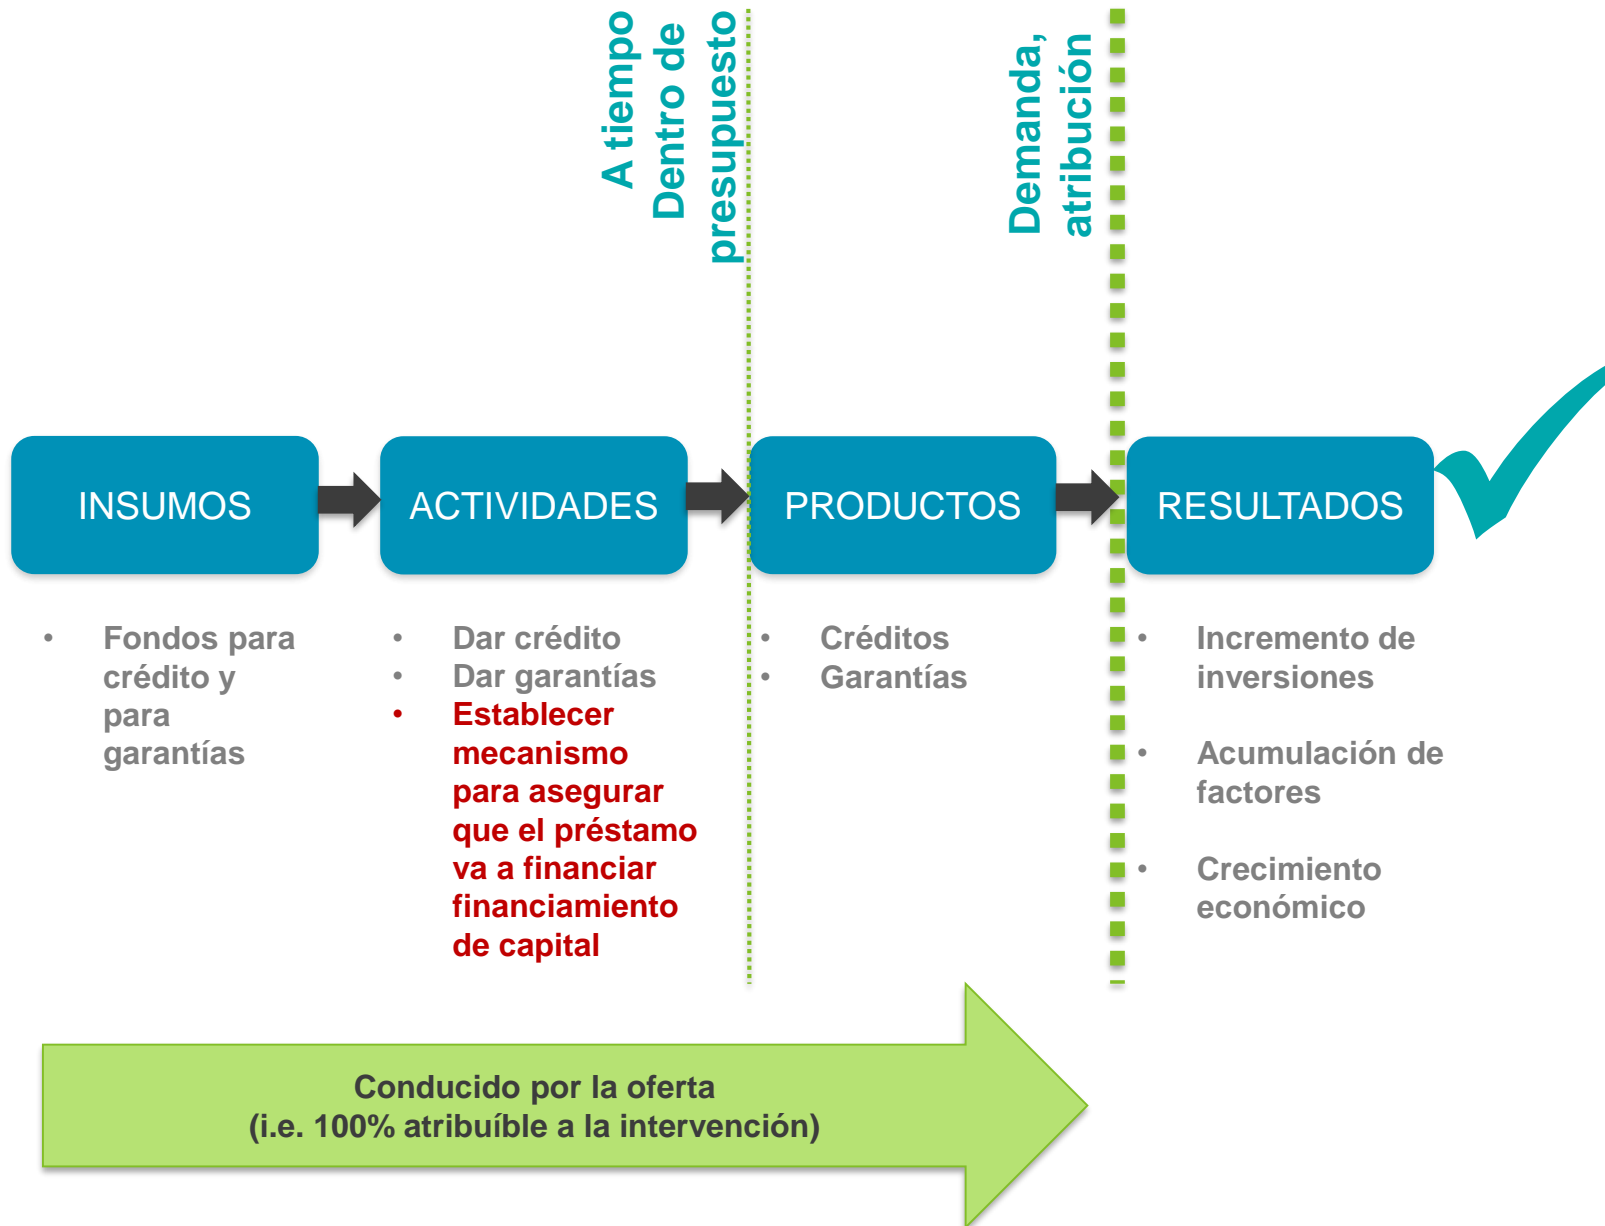 A tiempo
Dentro de
presupuesto
Demanda,
atribución
INSUMOS
ACTIVIDADES
PRODUCTOS
RESULTADOS
• Fondos para
crédito y
para
garantías
• Dar crédito
• Dar garantías
• Establecer
mecanismo
para asegurar
que el préstamo
va a financiar
financiamiento
de capital
• Créditos
• Garantías
• Incremento de
inversiones
• Acumulación de
factores
• Crecimiento
económico
Conducido por la oferta
(i.e. 100% atribuíble a la intervención)